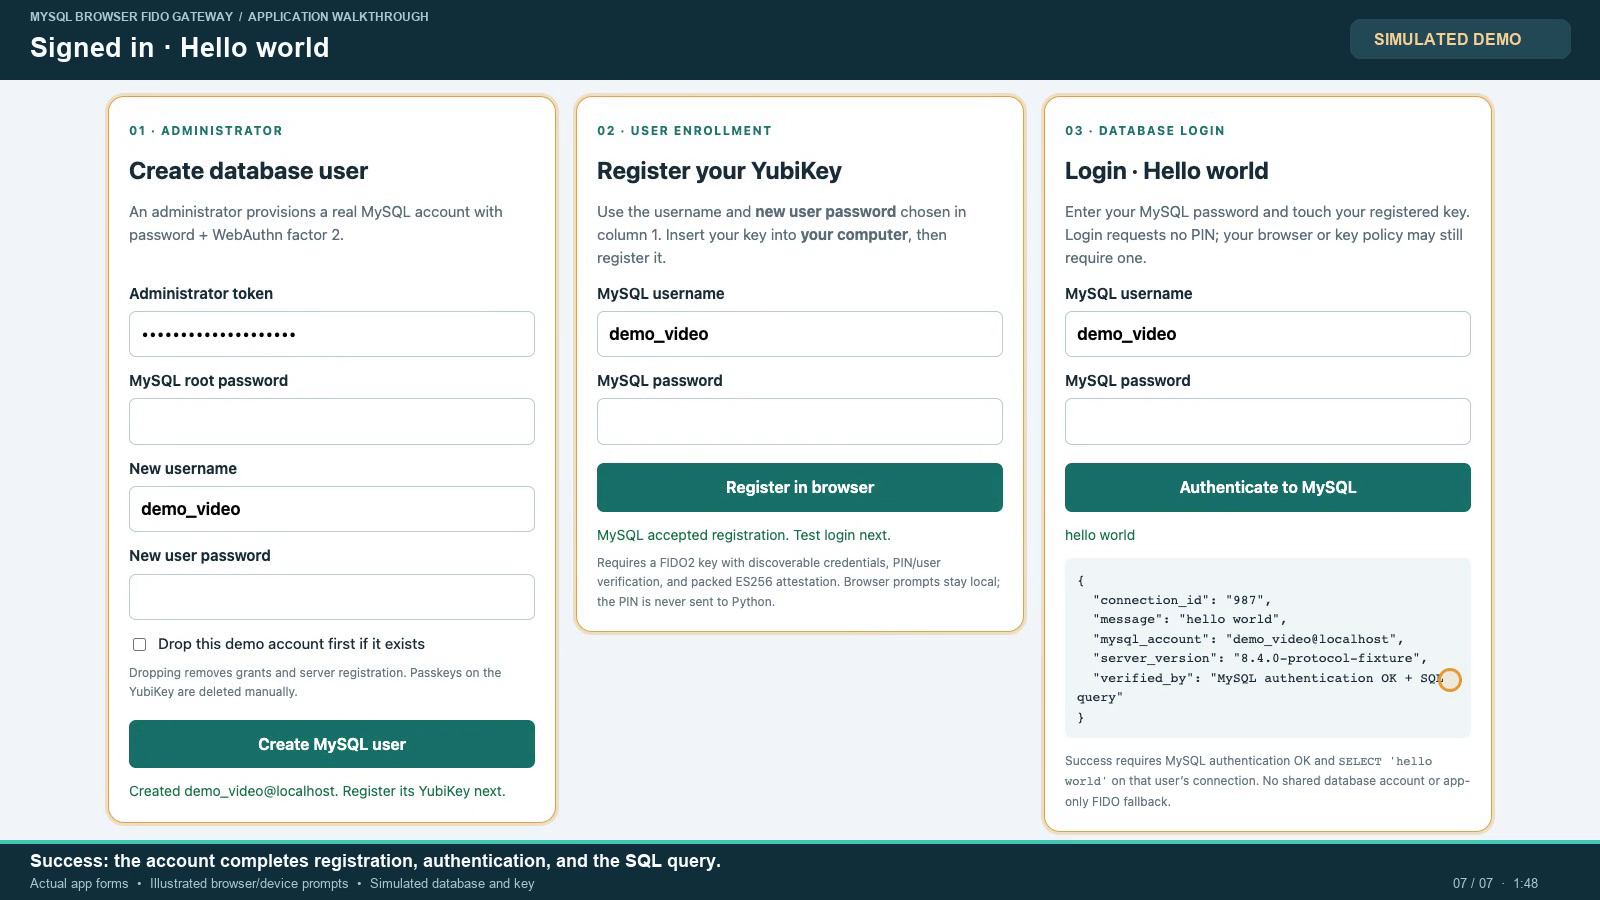 MYSQL BROWSER FIDO GATEWAY / APPLICATION WALKTHROUGH
Signed in · Hello world
SIMULATED DEMO
01 · ADMINISTRATOR
Create database user
An administrator provisions a real MySQL account with
password + WebAuthn factor 2.
Administrator token
••••••••••••••••••••
MySQL root password
New username
demo_video
New user password
Drop this demo account first if it exists
Dropping removes grants and server registration. Passkeys on the
YubiKey are deleted manually.
Create MySQL user
Created demo_video@localhost. Register its YubiKey next.
02 · USER ENROLLMENT
Register your YubiKey
Use the username and new user password chosen in
column 1. Insert your key into your computer, then
register it.
MySQL username
demo_video
MySQL password
Register in browser
MySQL accepted registration. Test login next.
Requires a FIDO2 key with discoverable credentials, PIN/user
verification, and packed ES256 attestation. Browser prompts stay local;
the PIN is never sent to Python.
03 · DATABASE LOGIN
Login · Hello world
Enter your MySQL password and touch your registered key.
Login requests no PIN; your browser or key policy may still
require one.
MySQL username
demo_video
MySQL password
Authenticate to MySQL
hello world
{
"connection_id": "987",
"message": "hello world",
"mysql_account": "demo_video@localhost",
"server_version": "8.4.0-protocol-fixture",
"verified_by": "MySQL authentication OK + SQL
query"
}
Success requires MySQL authentication OK and SELECT 'hello
world' on that user's connection. No shared database account or app-
only FIDO fallback.
Success: the account completes registration, authentication, and the SQL query.
Actual app forms • Illustrated browser/device prompts • Simulated database and key
07 / 07 · 1:48